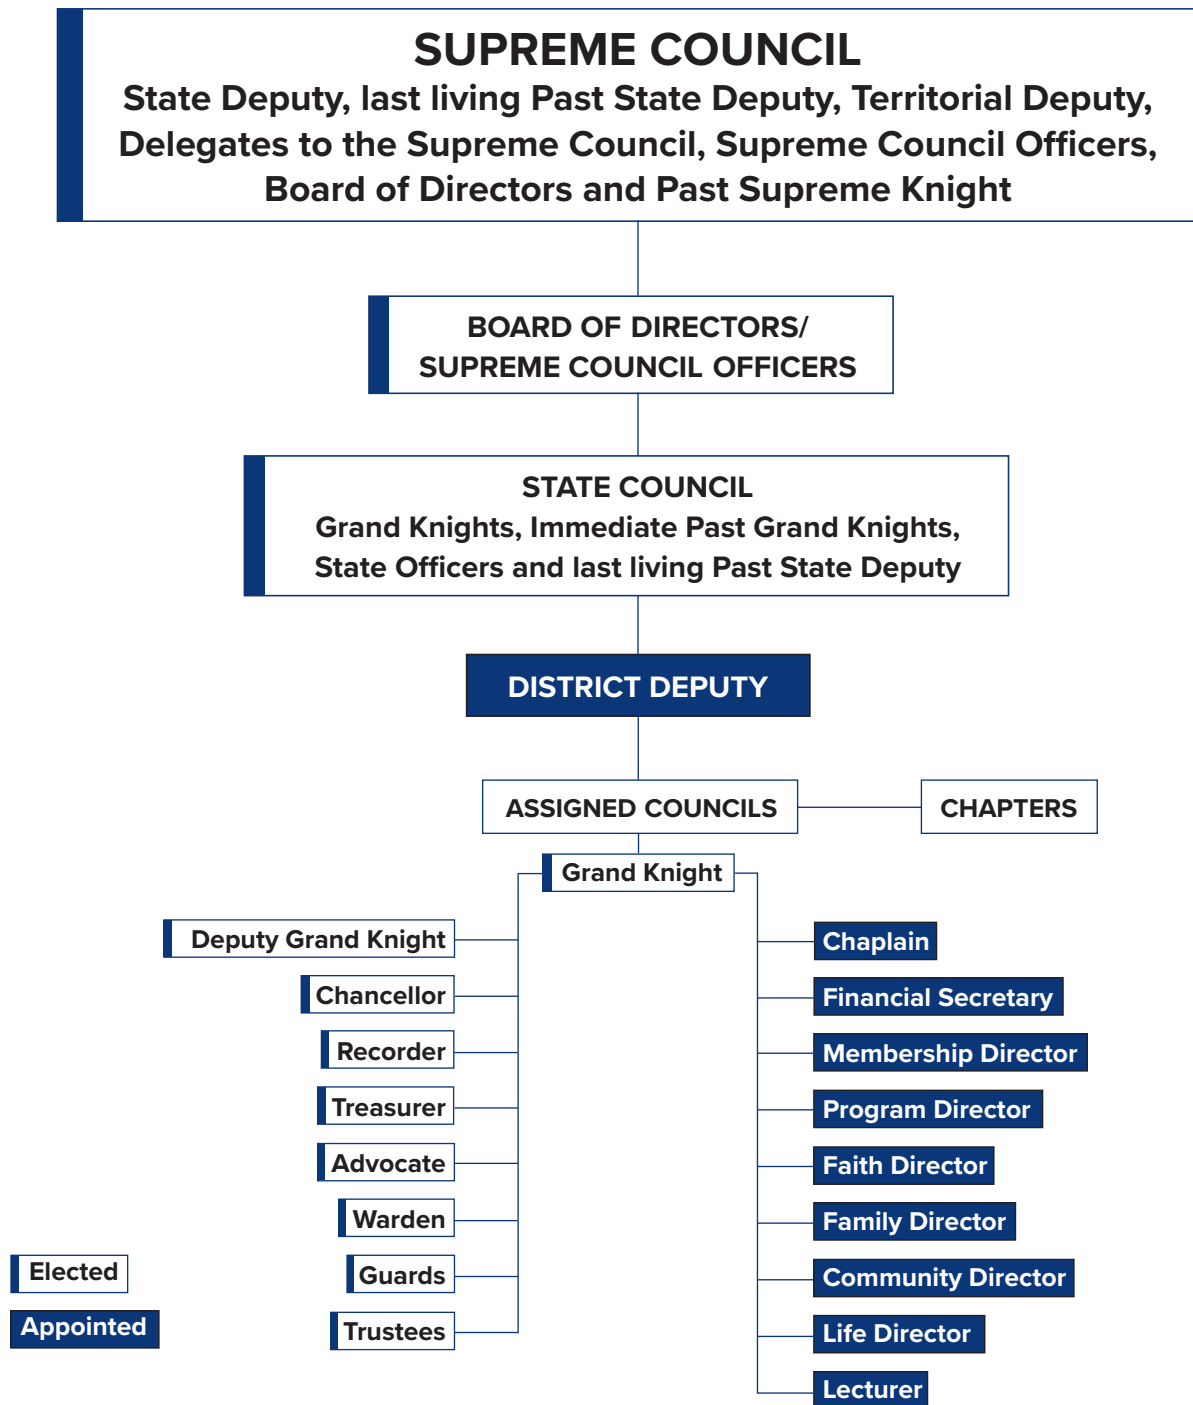 SUPREME COUNCIL
State Deputy, last living Past State Deputy, Territorial Deputy,
Delegates to the Supreme Council, Supreme Council Officers,
Board of Directors and Past Supreme Knight
BOARD OF DIRECTORS/
SUPREME COUNCIL OFFICERS
STATE COUNCIL
Grand Knights, Immediate Past Grand Knights,
State Officers and last living Past State Deputy
DISTRICT DEPUTY
ASSIGNED COUNCILS
CHAPTERS
Grand Knight
Deputy Grand Knight
Chancellor
Recorder
Treasurer
Advocate
Warden
Guards
Trustees
Chaplain
Financial Secretary
Membership Director
Program Director
Faith Director
Family Director
Community Director
Life Director
Lecturer
Elected
Appointed